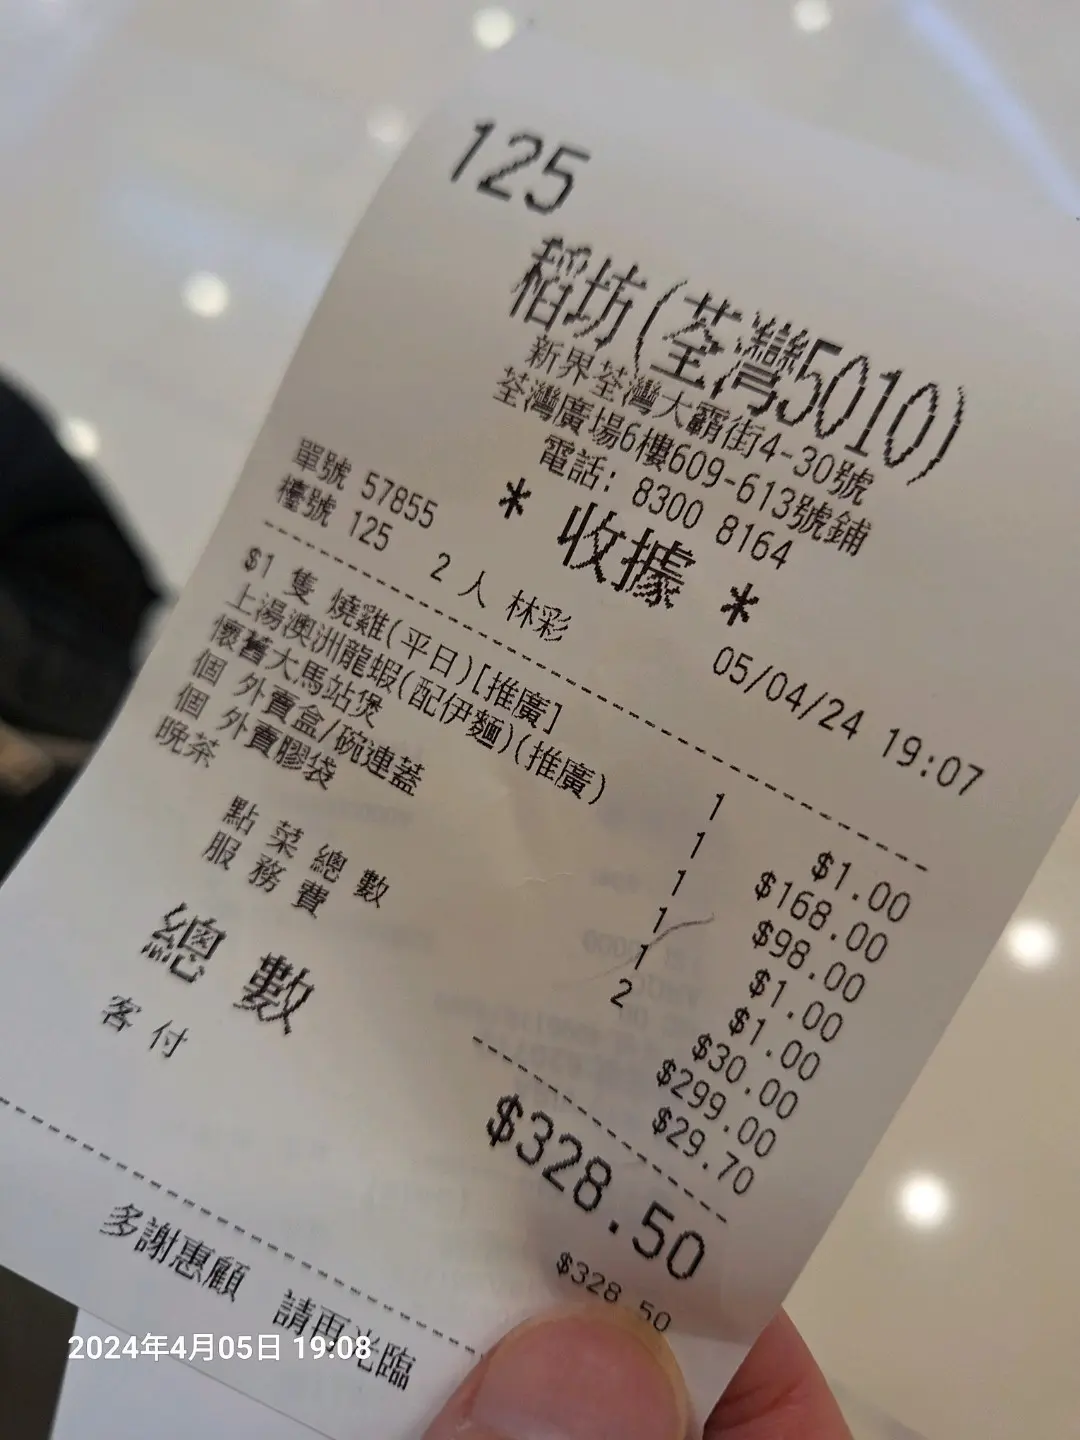 125
稻坊(荃灣5010)
新界荃灣大霸街4-30號
荃灣廣場6樓609-613號鋪
電話: 8300 8164
* 收據 *
單號 57855
檯號 125 2 人 林彩 05/04/24 19:07
$1 隻 燒雞(平日)[推廣] 1 $1.00
上湯澳洲龍蝦(配伊麵)(推廣) 1 $168.00
懷舊大馬站煲 1 $98.00
個 外賣盒/碗連蓋 1 $1.00
個 外賣膠袋 1 $1.00
晚茶 2 $30.00
點 菜 總 數 $299.00
服 務 費 $29.70
總 數 $328.50
客 付 $328.50
多謝惠顧 請再光臨
2024年4月05日 19:08